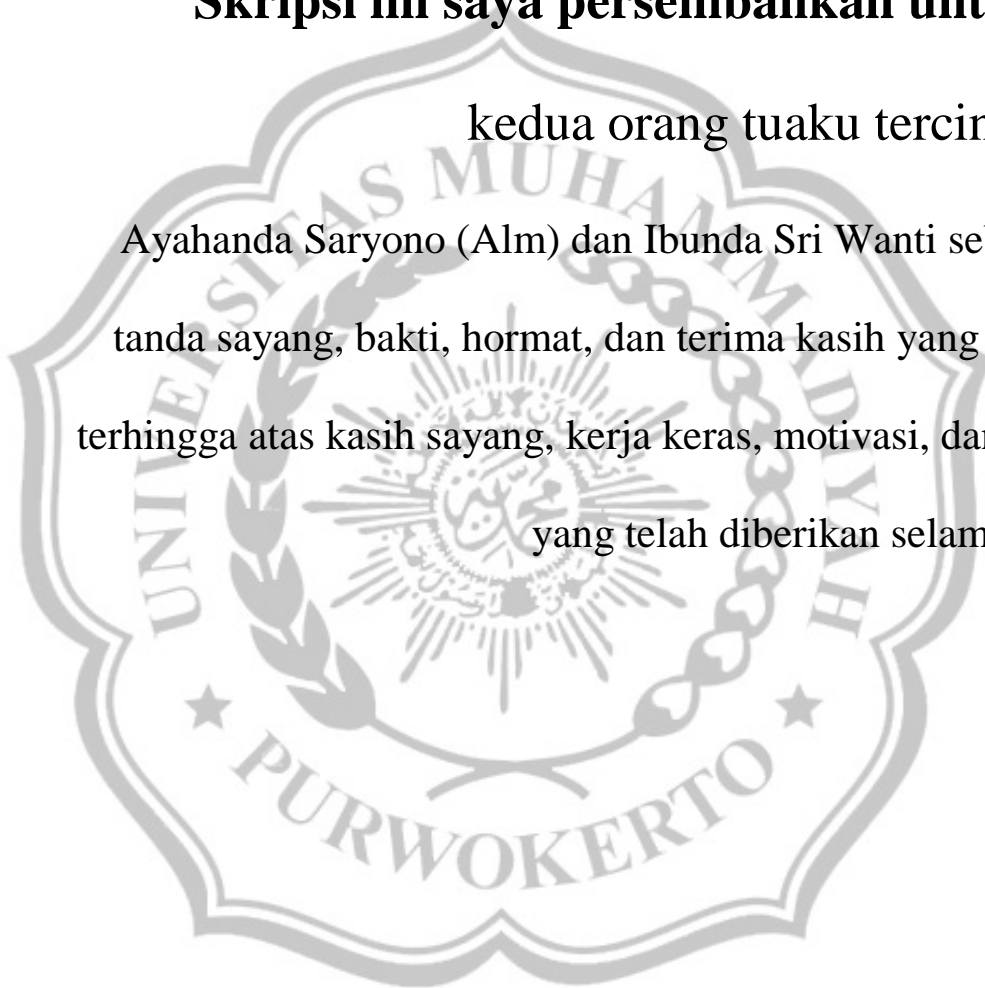 Skripsi ini saya persembahkan unt
kedua orang tuaku tercin
Ayahanda Saryono (Alm) dan Ibunda Sri Wanti se
tanda sayang, bakti, hormat, dan terima kasih yang
terhingga atas kasih sayang, kerja keras, motivasi, da
yang telah diberikan selam
UNIVERSITAS MUHAMMADIYAH
PURWOKERTO